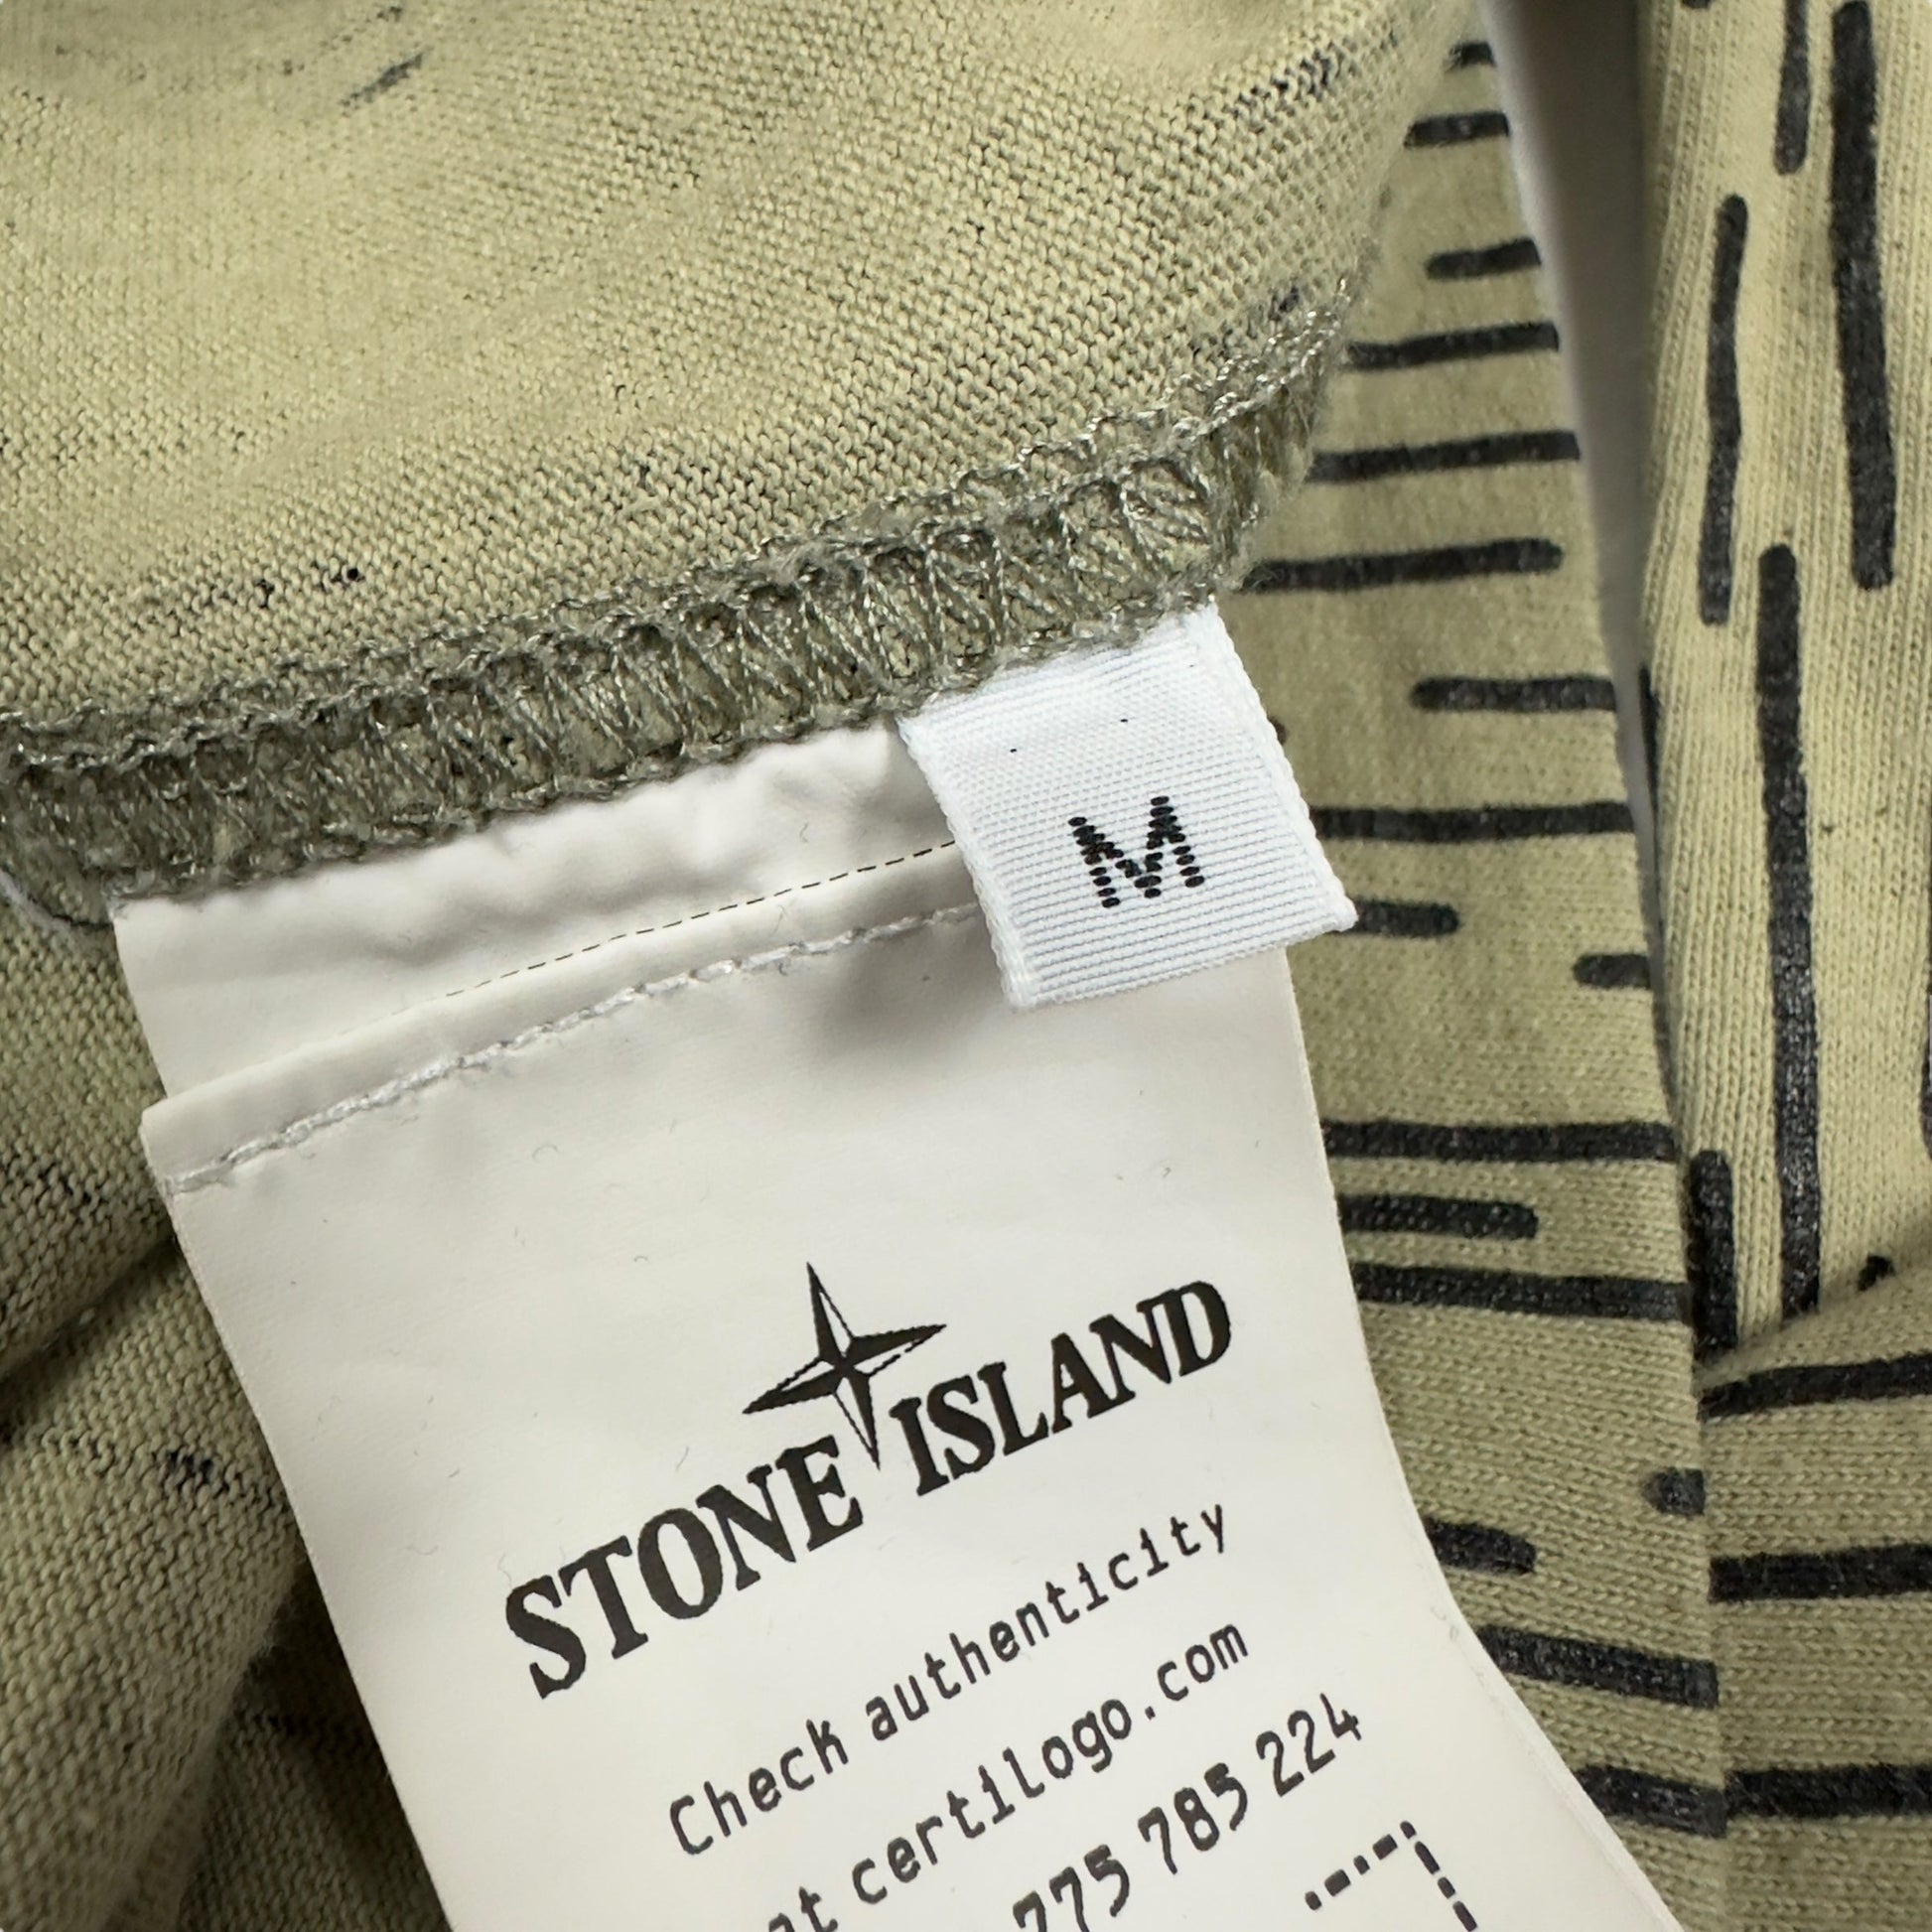 M
STONE ISLAND
Check authenticity
at certilogo.com
775 785 224